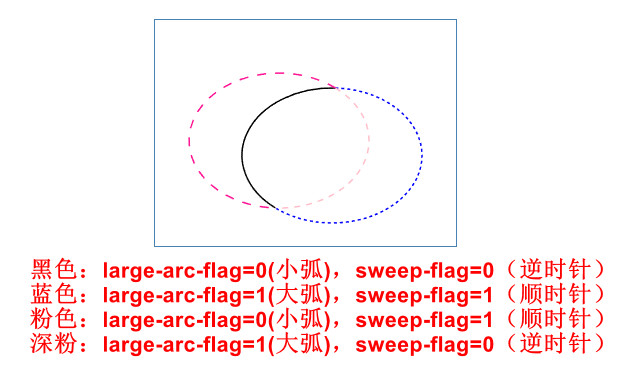 黑色：large-arc-flag=0(小弧)，sweep-flag=0（逆时针）
蓝色：large-arc-flag=1(大弧)，sweep-flag=1（顺时针）
粉色：large-arc-flag=0(小弧)，sweep-flag=1（顺时针）
深粉：large-arc-flag=1(大弧)，sweep-flag=0（逆时针）